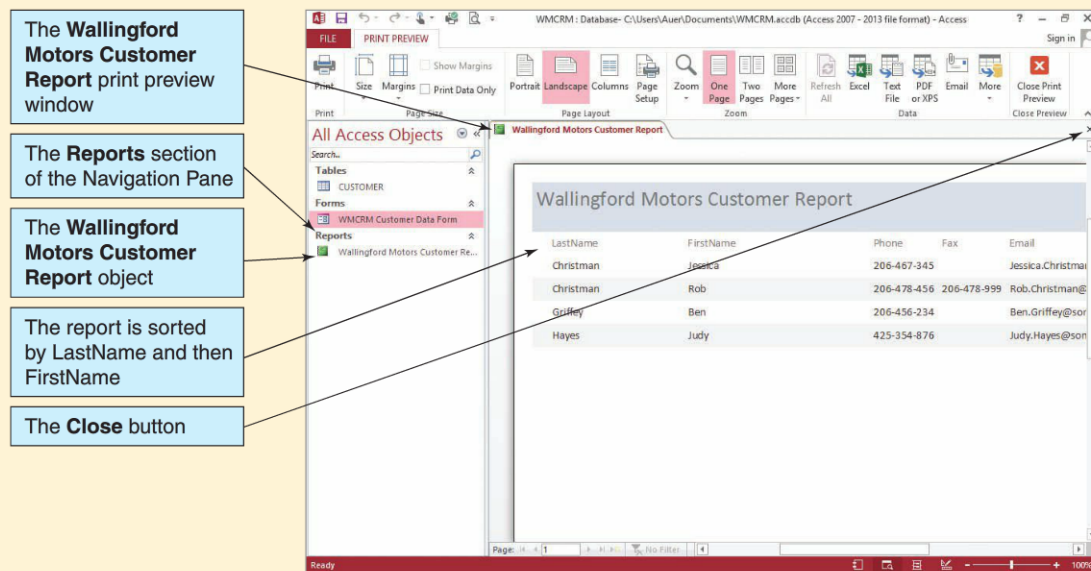 The Wallingford
Motors Customer
Report print preview
window
The Reports section
of the Navigation Pane
The Wallingford
Motors Customer
Report object
The report is sorted
by LastName and then
FirstName
The Close button
WMCRM : Database- C:\Users\Auer\Documents\WMCRM.accdb (Access 2007 - 2013 file format) - Access
FILE PRINT PREVIEW Sign in
Print Size Margins Show Margins Print Data Only Portrait Landscape Columns Page Setup Zoom One Page Two Pages More Pages Refresh All Excel Text File PDF or XPS Email More Close Print Preview
Print Page Size Page Layout Zoom Data Close Preview
All Access Objects
Search...
Tables
CUSTOMER
Forms
WMCRM Customer Data Form
Reports
Wallingford Motors Customer Re...
Wallingford Motors Customer Report
Wallingford Motors Customer Report
LastName FirstName Phone Fax Email
Christman Jessica 206-467-345 Jessica.Christman
Christman Rob 206-478-456 206-478-999 Rob.Christman@
Griffey Ben 206-456-234 Ben.Griffey@som
Hayes Judy 425-354-876 Judy.Hayes@som
Page: 1 No Filter
Ready 100%